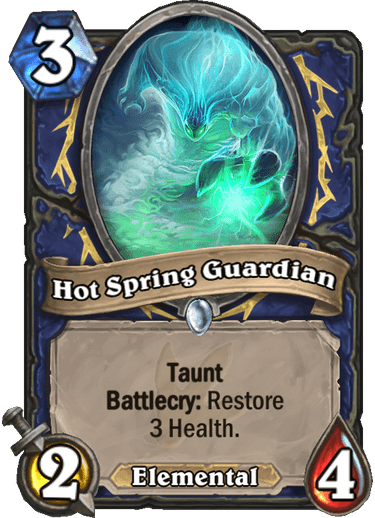 3
Hot Spring Guardian
Taunt
Battlecry: Restore
3 Health.
2
Elemental
4